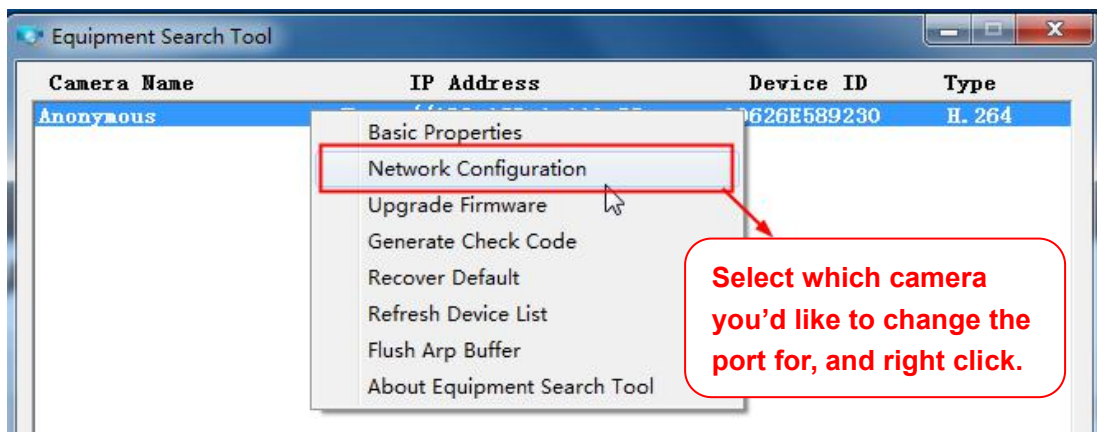 Equipment Search Tool
Camera Name IP Address Device ID Type
Anonymous 0626E589230 H.264
Basic Properties
Network Configuration
Upgrade Firmware
Generate Check Code
Recover Default
Refresh Device List
Flush Arp Buffer
About Equipment Search Tool
Select which camera
you'd like to change the
port for, and right click.